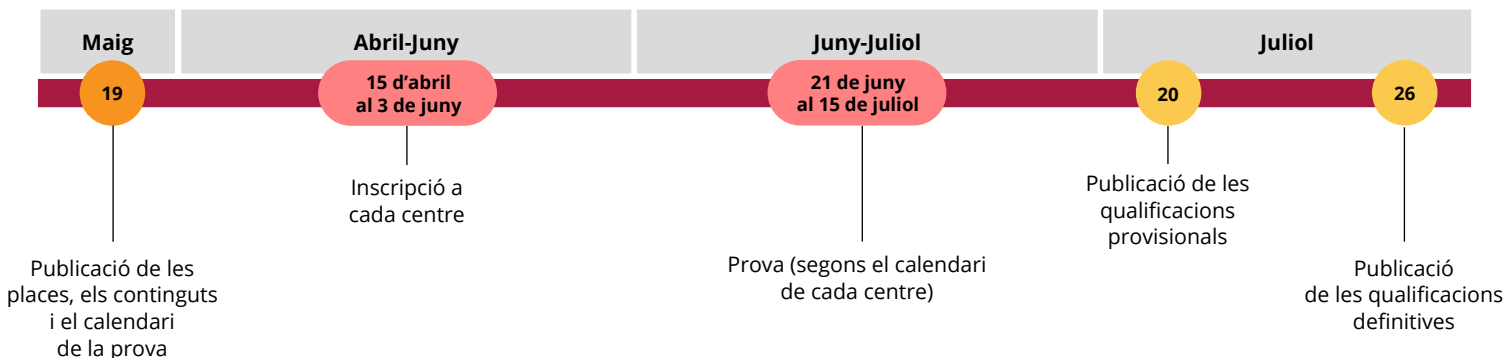 Maig
Abril-Juny
Juny-Juliol
Juliol
19
15 d’abril
al 3 de juny
21 de juny
al 15 de juliol
20
26
Publicació de les
places, els continguts
i el calendari
de la prova
Inscripció a
cada centre
Prova (segons el calendari
de cada centre)
Publicació de les
qualificacions
provisionals
Publicació
de les qualificacions
definitives